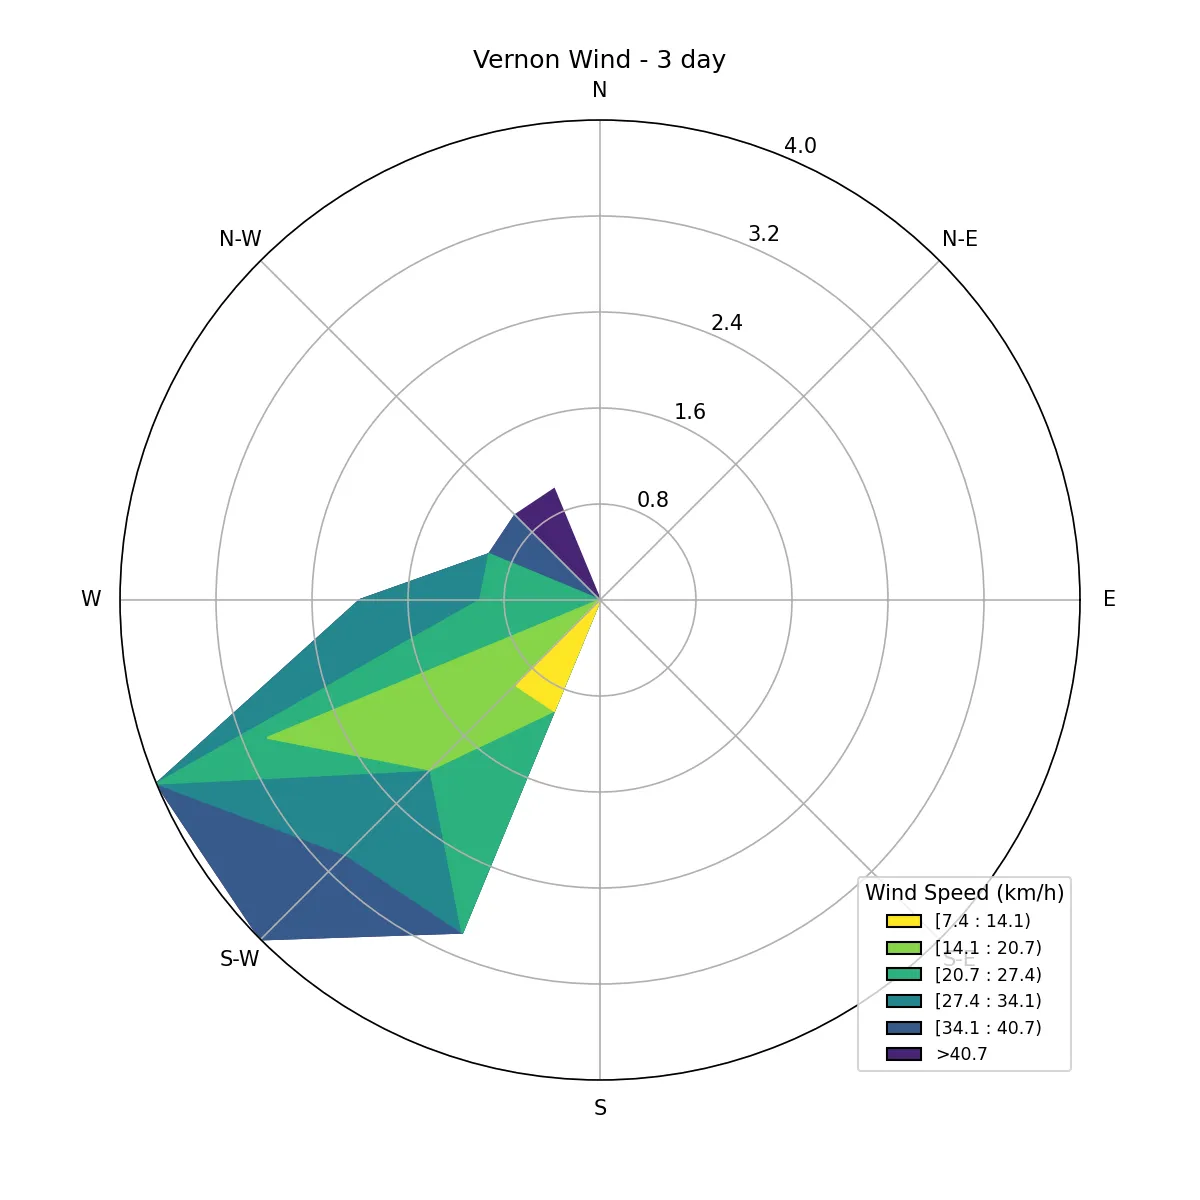 Vernon Wind - 3 day
N
4.0
N-W
3.2
N-E
2.4
1.6
0.8
W
E
Wind Speed (km/h)
[7.4 : 14.1)
[14.1 : 20.7)
S-W
S-E
[20.7 : 27.4)
[27.4 : 34.1)
[34.1 : 40.7)
>40.7
S